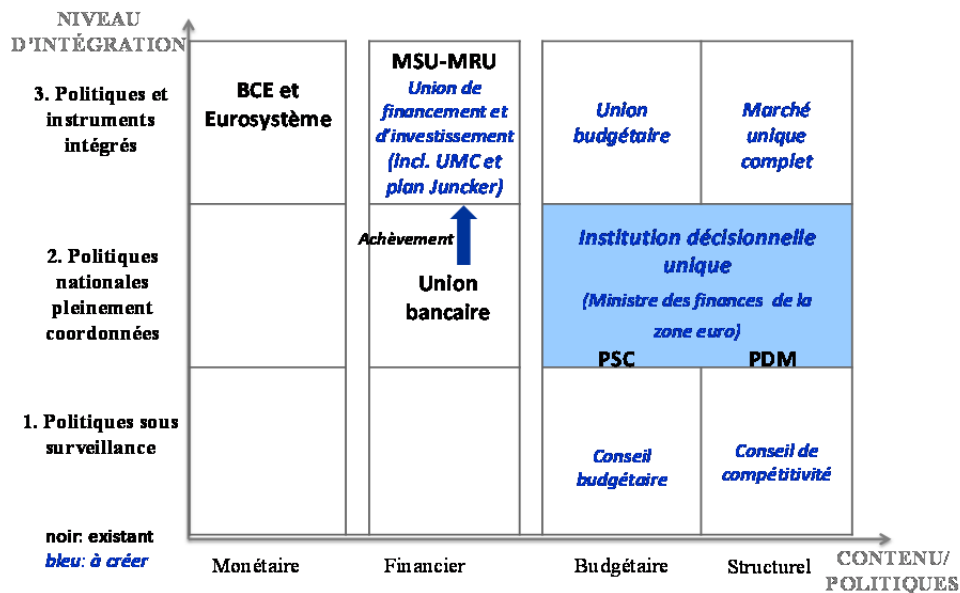 NIVEAU
D'INTÉGRATION
3. Politiques et
instruments
intégrés
BCE et
Eurosystème
MSU-MRU
Union de
financement et
d'investissement
(incl. UMC et
plan Juncker)
Union
budgétaire
Marché
unique
complet
2. Politiques
nationales
pleinement
coordonnées
Achèvement
Union
bancaire
Institution décisionnelle
unique
(Ministre des finances de la
zone euro)
PSC PDM
1. Politiques sous
surveillance
Conseil
budgétaire
Conseil de
compétitivité
noir: existant
bleu: à créer
Monétaire Financier Budgétaire Structurel
CONTENU/
POLITIQUES